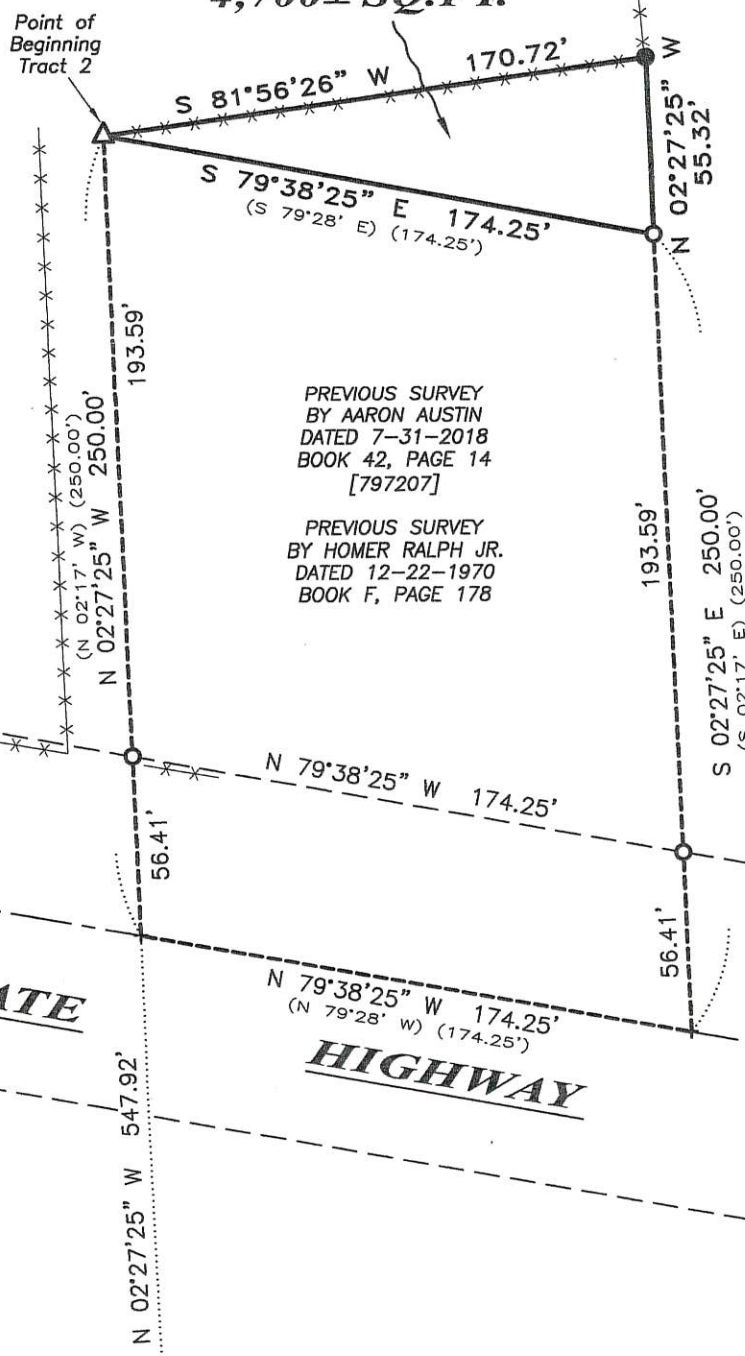 Point of
Beginning
Tract 2
S 81°56'26" W 170.72'
N 02°27'25" W
55.32'
S 79°38'25" E 174.25'
(S 79°28' E) (174.25')
193.59'
(N 02°17' W) (250.00')
N 02°27'25" W 250.00'
PREVIOUS SURVEY
BY AARON AUSTIN
DATED 7-31-2018
BOOK 42, PAGE 14
[797207]
PREVIOUS SURVEY
BY HOMER RALPH JR.
DATED 12-22-1970
BOOK F, PAGE 178
193.59'
S 02°27'25" E 250.00'
(S 02°17' E) (250.00')
N 79°38'25" W 174.25'
56.41'
56.41'
N 79°38'25" W 174.25'
(N 79°28' W) (174.25')
ATE
HIGHWAY
N 02°27'25" W 547.92'